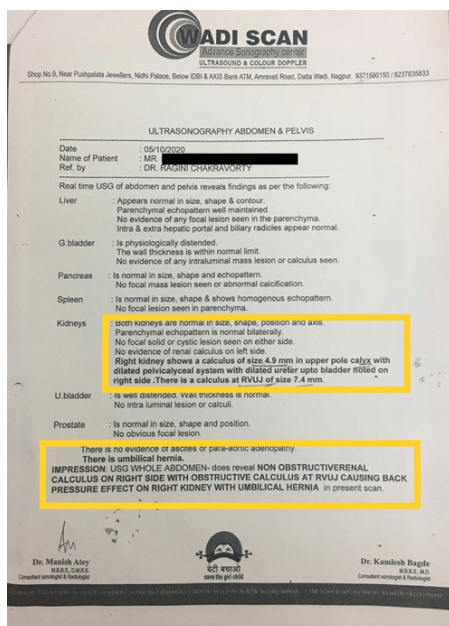 WADI SCAN
Advance Sonography center
ULTRASOUND & COLOUR DOPPLER
Shop No.9, Near Pushpalata Jewellers, Nidhi Palace, Below IDBI & AXIS Bank ATM, Amravati Road, Datta Wadi, Nagpur. 9371590150 / 8237835833
ULTRASONOGRAPHY ABDOMEN & PELVIS
Date : 05/10/2020
Name of Patient : MR.
Ref. by : DR. RAGINI CHAKRAVORTY
Real time USG of abdomen and pelvis reveals findings as per the following:
Liver : Appears normal in size, shape & contour.
Parenchymal echopattern well maintained.
No evidence of any focal lesion seen in the parenchyma.
Intra & extra hepatic portal and biliary radicles appear normal.
G.bladder : Is physiologically distended.
The wall thickness is within normal limit.
No evidence of any intraluminal mass lesion or calculus seen.
Pancreas : Is normal in size, shape and echopattern.
No focal mass lesion seen or abnormal calcification.
Spleen : Is normal in size, shape & shows homogenous echopattern.
No focal lesion seen in parenchyma.
Kidneys : Both kidneys are normal in size, shape, position and axis.
Parenchymal echopattern is normal bilaterally.
No focal solid or cystic lesion seen on either side.
No evidence of renal calculus on left side.
Right kidney shows a calculus of size 4.9 mm in upper pole calyx with
dilated pelvicalyceal system with dilated ureter upto bladder noted on
right side .There is a calculus at RVUJ of size 7.4 mm.
U.bladder : Is well distended. Wall thickness is normal.
No intra luminal lesion or calculi.
Prostate : Is normal in size, shape and position.
No obvious focal lesion.
There is no evidence of ascites or para-aortic adenopathy.
There is umbilical hernia.
IMPRESSION: USG WHOLE ABDOMEN- does reveal NON OBSTRUCTIVERENAL
CALCULUS ON RIGHT SIDE WITH OBSTRUCTIVE CALCULUS AT RVUJ CAUSING BACK
PRESSURE EFFECT ON RIGHT KIDNEY WITH UMBILICAL HERNIA in present scan.
Dr. Manish Atey
M.B.B.S., D.M.R.E.
Consultant sonologist & Radiologist
बेटी बचाओ
save the girl child
Dr. Kamlesh Bagde
M.B.B.S., M.D.
Consultant sonologist & Radiologist